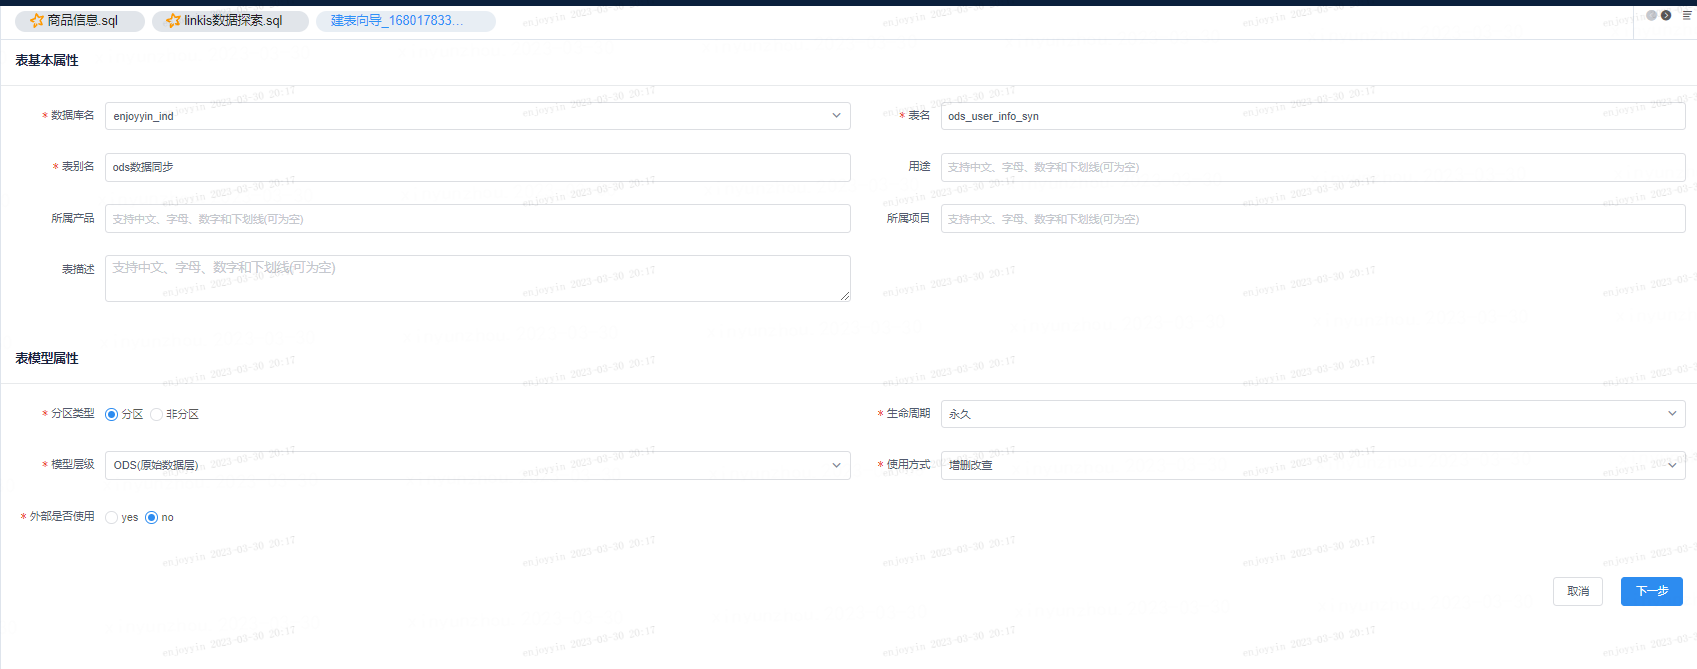 商品信息.sql linkis数据探索.sql 建表向导_168017833...
表基本属性
* 数据库名 enjoyyin_ind * 表名 ods_user_info_syn
* 表别名 ods数据同步 用途 支持中文、字母、数字和下划线(可为空)
所属产品 支持中文、字母、数字和下划线(可为空) 所属项目 支持中文、字母、数字和下划线(可为空)
表描述 支持中文、字母、数字和下划线(可为空)
表模型属性
* 分区类型 分区 非分区 * 生命周期 永久
* 模型层级 ODS(原始数据层) * 使用方式 增删改查
* 外部是否使用 yes no
取消 下一步
enjoyyin 2023-03-30 20:17